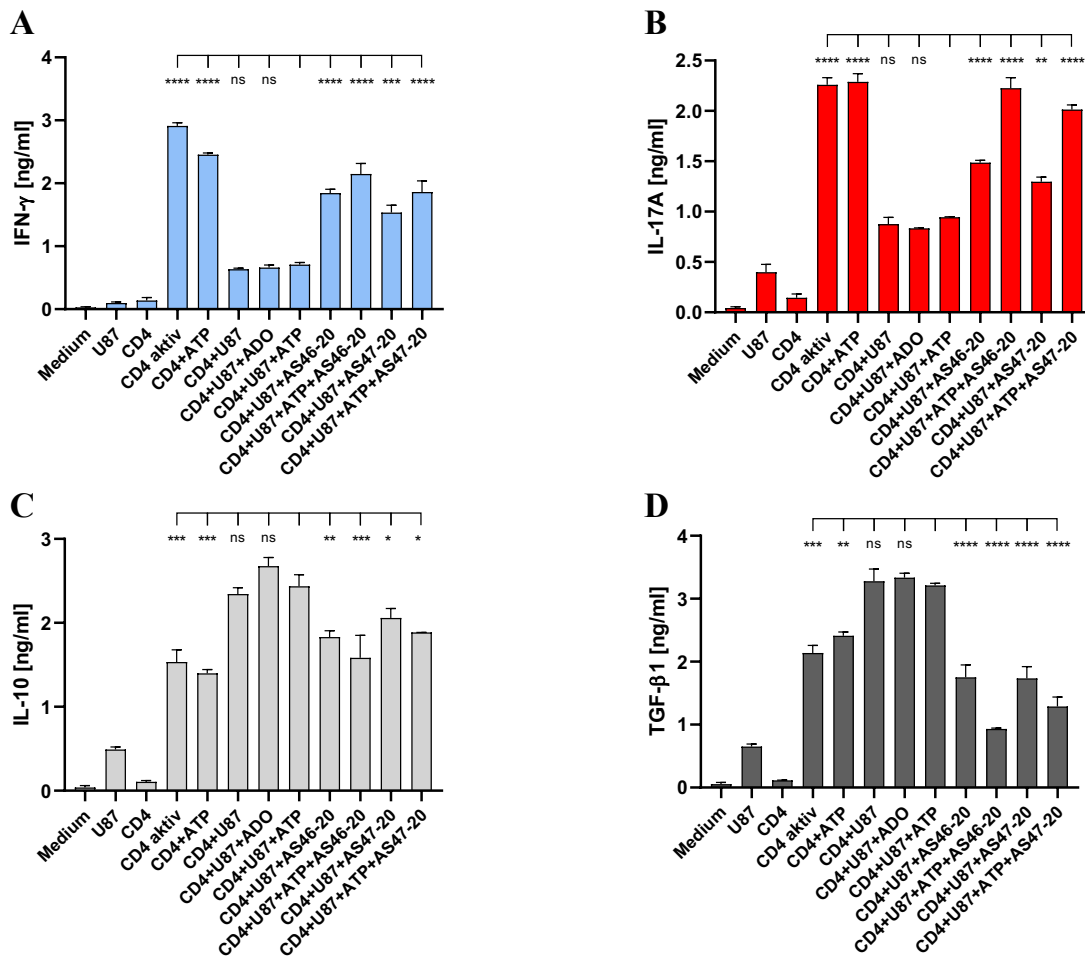 A
IFN-γ [ng/ml]
4
3
2
1
0
**** **** ns ns **** **** *** ****
Medium
U87
CD4
CD4 aktiv
CD4+ATP
CD4+U87
CD4+U87+ADO
CD4+U87+ATP
CD4+U87+AS46-20
CD4+U87+ATP+AS46-20
CD4+U87+AS47-20
CD4+U87+ATP+AS47-20
B
IL-17A [ng/ml]
2.5
2.0
1.5
1.0
0.5
0.0
**** **** ns ns **** **** ** ****
Medium
U87
CD4
CD4 aktiv
CD4+ATP
CD4+U87
CD4+U87+ADO
CD4+U87+ATP
CD4+U87+AS46-20
CD4+U87+ATP+AS46-20
CD4+U87+AS47-20
CD4+U87+ATP+AS47-20
C
IL-10 [ng/ml]
3
2
1
0
*** *** ns ns ** *** * *
Medium
U87
CD4
CD4 aktiv
CD4+ATP
CD4+U87
CD4+U87+ADO
CD4+U87+ATP
CD4+U87+AS46-20
CD4+U87+ATP+AS46-20
CD4+U87+AS47-20
CD4+U87+ATP+AS47-20
D
TGF-β1 [ng/ml]
4
3
2
1
0
*** ** ns ns **** **** **** ****
Medium
U87
CD4
CD4 aktiv
CD4+ATP
CD4+U87
CD4+U87+ADO
CD4+U87+ATP
CD4+U87+AS46-20
CD4+U87+ATP+AS46-20
CD4+U87+AS47-20
CD4+U87+ATP+AS47-20